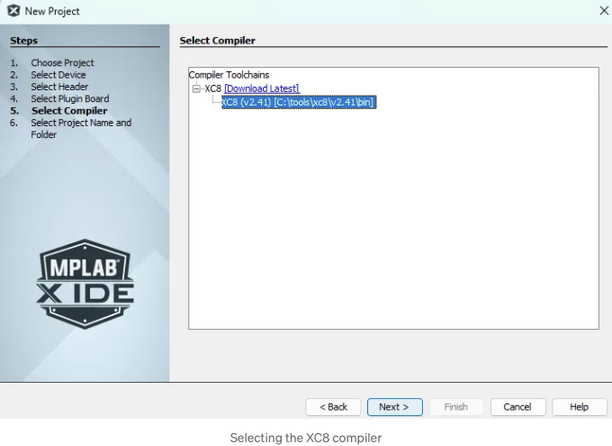 New Project
Steps
1. Choose Project
2. Select Device
3. Select Header
4. Select Plugin Board
5. Select Compiler
6. Select Project Name and
Folder
MPLAB®
X IDE
Select Compiler
Compiler Toolchains
XC8 [Download Latest]
XC8 (v2.41) [C:\tools\xc8\v2.41\bin]
< Back
Next >
Finish
Cancel
Help
Selecting the XC8 compiler